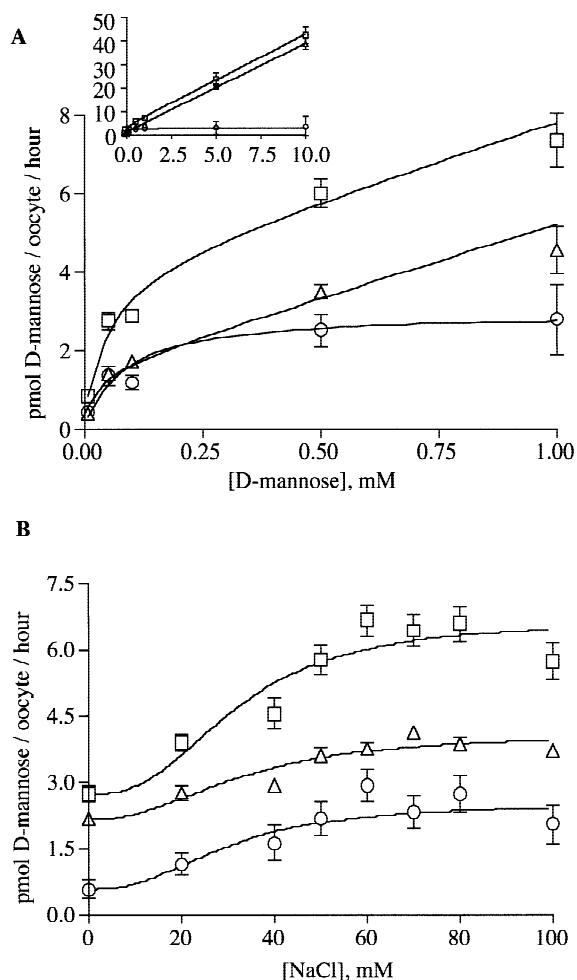 A
50
40
30
20
10
0
0.0 2.5 5.0 7.5 10.0
8
6
4
2
0
0.00 0.25 0.50 0.75 1.00
pmol D-mannose / oocyte / hour
[D-mannose], mM
B
7.5
6.0
4.5
3.0
1.5
0.0
0 20 40 60 80 100
pmol D-mannose / oocyte / hour
[NaCl], mM